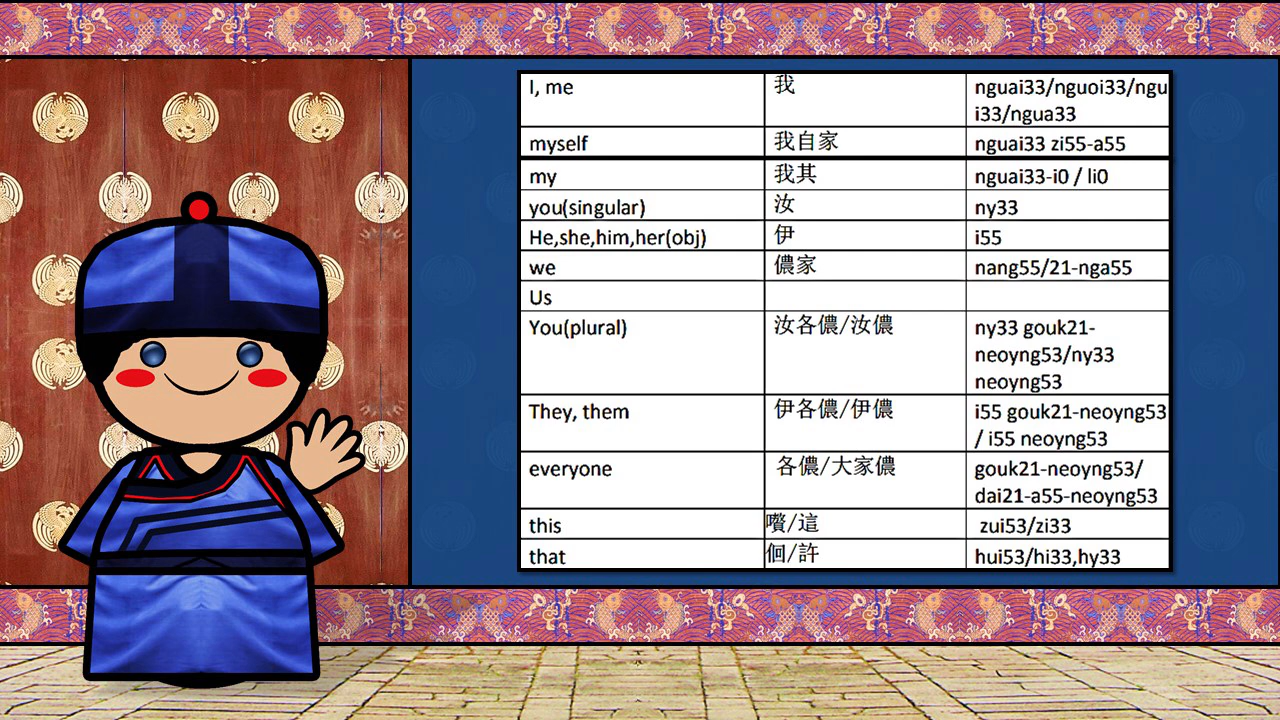 I, me 我 nguai33/nguoi33/ngu
i33/ngua33
myself 我自家 nguai33 zi55-a55
my 我其 nguai33-i0 / li0
you(singular) 汝 ny33
He,she,him,her(obj) 伊 i55
we 儂家 nang55/21-nga55
Us
You(plural) 汝各儂/汝儂 ny33 gouk21-
neoyng53/ny33
neoyng53
They, them 伊各儂/伊儂 i55 gouk21-neoyng53
/ i55 neoyng53
everyone 各儂/大家儂 gouk21-neoyng53/
dai21-a55-neoyng53
this 嚽/這 zui53/zi33
that 佪/許 hui53/hi33,hy33